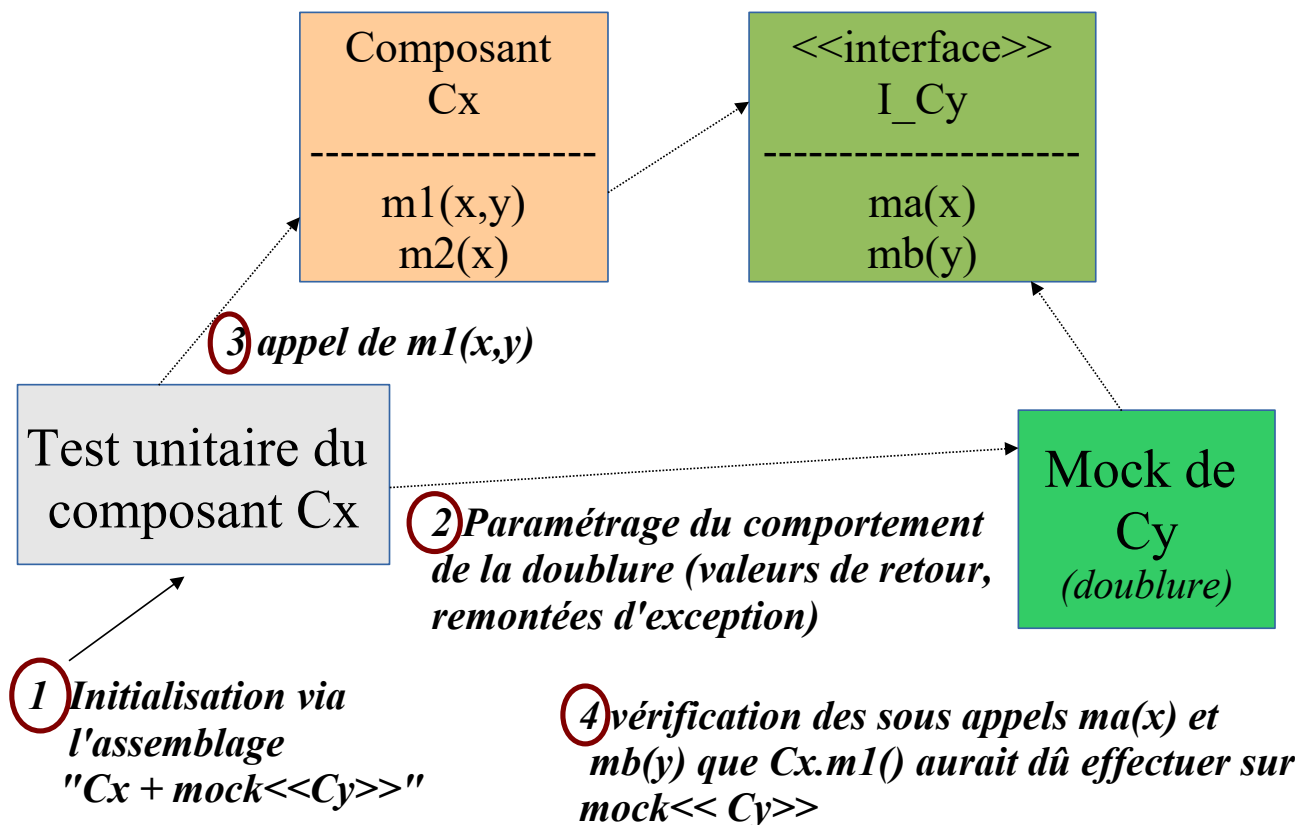 Composant
Cx
-------------------
m1(x,y)
m2(x)
<<interface>>
I_Cy
---------------------
ma(x)
mb(y)
3 appel de m1(x,y)
Test unitaire du
composant Cx
Mock de
Cy
(doublure)
2 Paramétrage du comportement
de la doublure (valeurs de retour,
remontées d'exception)
1 Initialisation via
l'assemblage
"Cx + mock<<Cy>>"
4 vérification des sous appels ma(x) et
mb(y) que Cx.m1() aurait dû effectuer sur
mock<< Cy>>